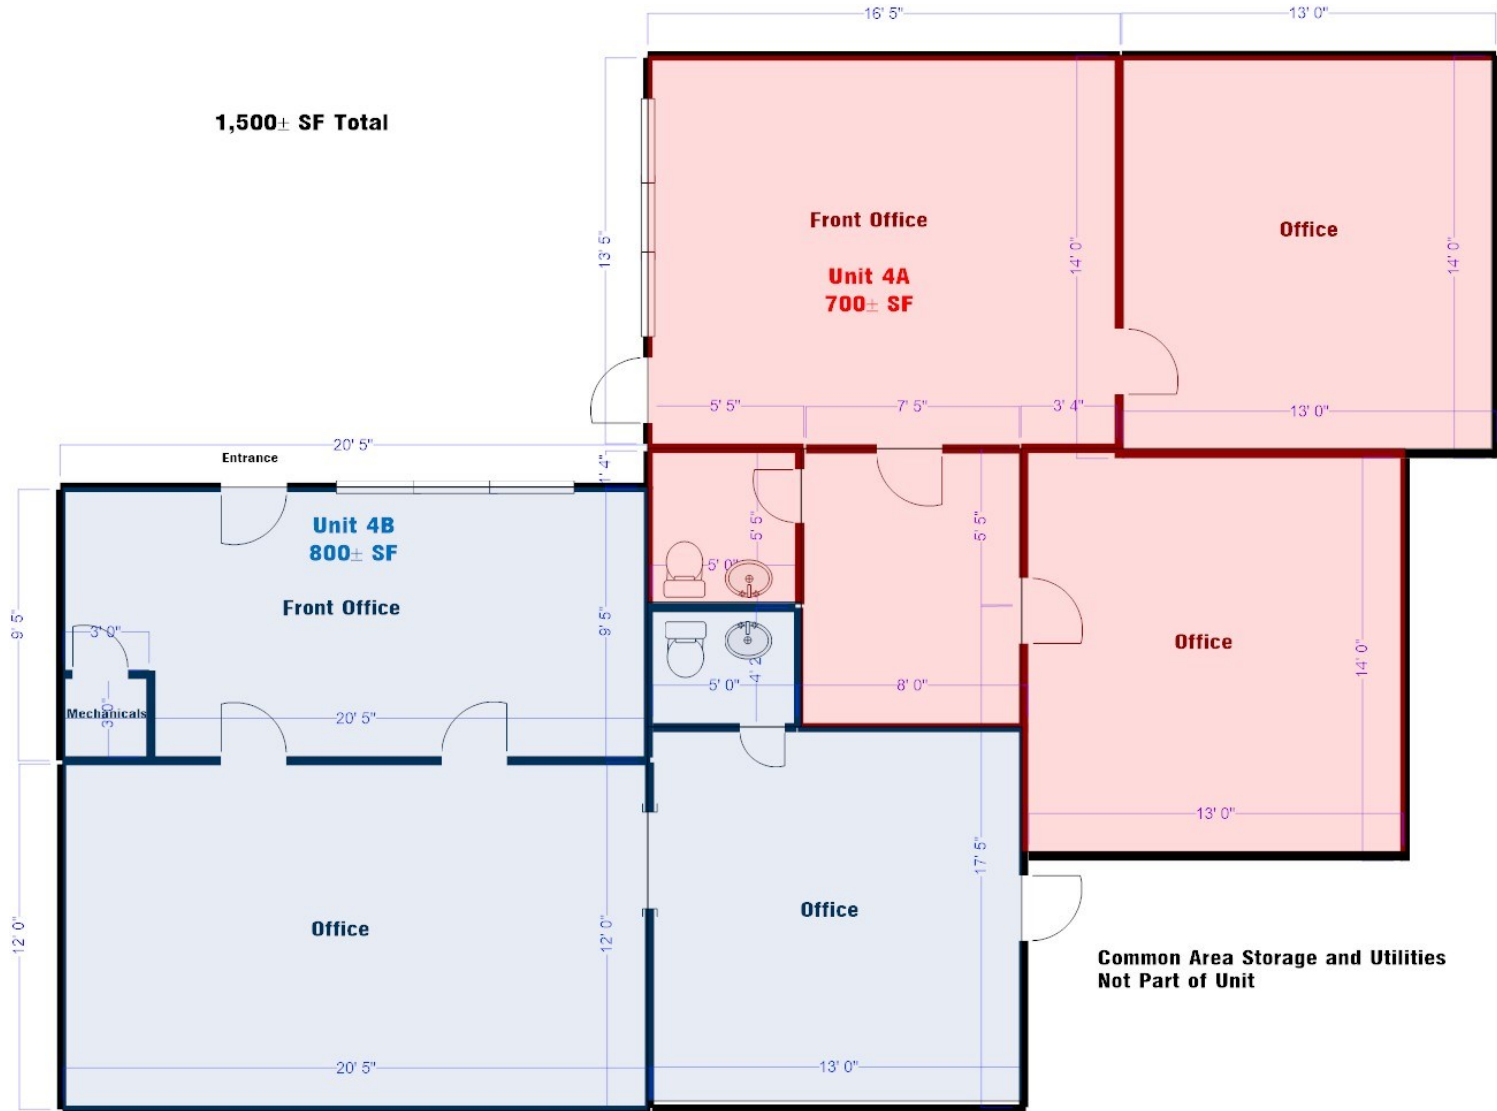 16' 5"
13' 0"
1,500± SF Total
Front Office
Office
13' 5"
14' 0"
14' 0"
Unit 4A
700± SF
5' 5"
7' 5"
3' 4"
13' 0"
20' 5"
Entrance
1' 4"
Unit 4B
800± SF
5' 5"
5' 5"
5' 0"
Front Office
9' 5"
9' 5"
3' 0"
Office
14' 0"
4' 2
5' 0"
8' 0"
Mechanicals
3' 0"
20' 5"
13' 0"
17' 5"
Office
Office
12' 0"
12' 0"
Common Area Storage and Utilities
Not Part of Unit
20' 5"
13' 0"